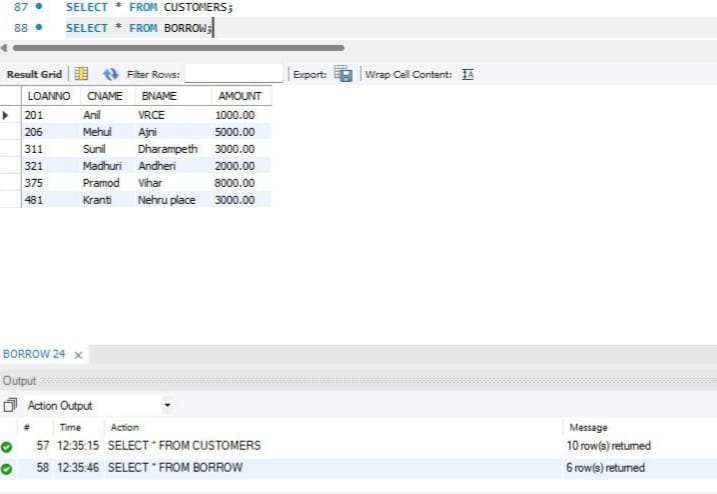 87 SELECT * FROM CUSTOMERS;
88 SELECT * FROM BORROW;
Result Grid Filter Rows: Export: Wrap Cell Content: IA
LOANNO CNAME BNAME AMOUNT
201 Anil VRCE 1000.00
206 Mehul Ajni 5000.00
311 Sunil Dharampeth 3000.00
321 Madhuri Andheri 2000.00
375 Pramod Vihar 8000.00
481 Kranti Nehru place 3000.00
BORROW 24 x
Output
Action Output
# Time Action Message
57 12:35:15 SELECT * FROM CUSTOMERS 10 row(s) returned
58 12:35:46 SELECT * FROM BORROW 6 row(s) returned